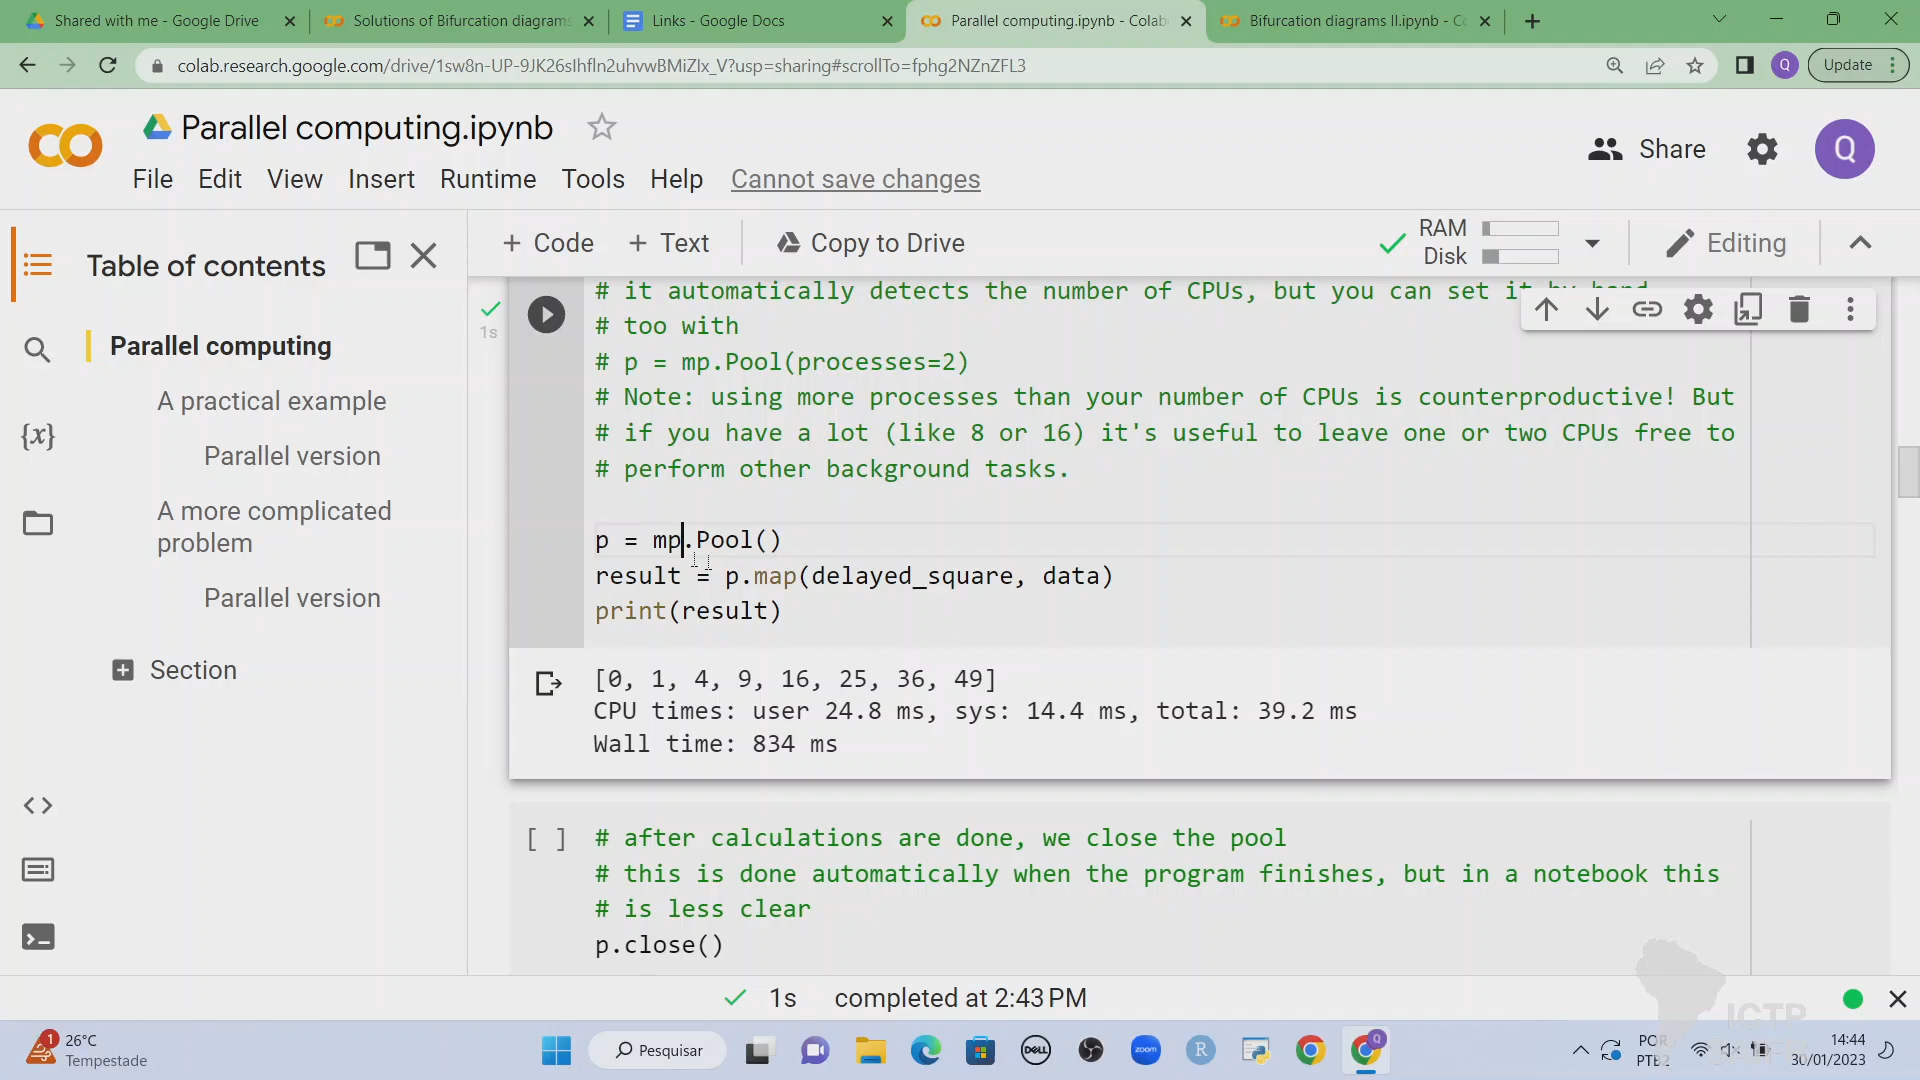 Shared with me - Google Drive
Solutions of Bifurcation diagrams
Links - Google Docs
Parallel computing.ipynb - Colab
Bifurcation diagrams II.ipynb - Co
colab.research.google.com/drive/1sw8n-UP-9JK26sIhfln2uhvwBMiZIx_V?usp=sharing#scrollTo=fphg2NZnZFL3
Q
Update
Parallel computing.ipynb
File Edit View Insert Runtime Tools Help Cannot save changes
Share
Q
+ Code + Text Copy to Drive
RAM
Disk
Editing
Table of contents
Parallel computing
A practical example
Parallel version
A more complicated
problem
Parallel version
Section
{x}
1s
# it automatically detects the number of CPUs, but you can set it by hand
# too with
# p = mp.Pool(processes=2)
# Note: using more processes than your number of CPUs is counterproductive! But
# if you have a lot (like 8 or 16) it's useful to leave one or two CPUs free to
# perform other background tasks.
p = mp.Pool()
result = p.map(delayed_square, data)
print(result)
[0, 1, 4, 9, 16, 25, 36, 49]
CPU times: user 24.8 ms, sys: 14.4 ms, total: 39.2 ms
Wall time: 834 ms
[ ]
# after calculations are done, we close the pool
# this is done automatically when the program finishes, but in a notebook this
# is less clear
p.close()
1s completed at 2:43 PM
ICTP
1
26°C
Tempestade
Pesquisar
DELL
zoom
R
Q
POR
PTB2
14:44
30/01/2023